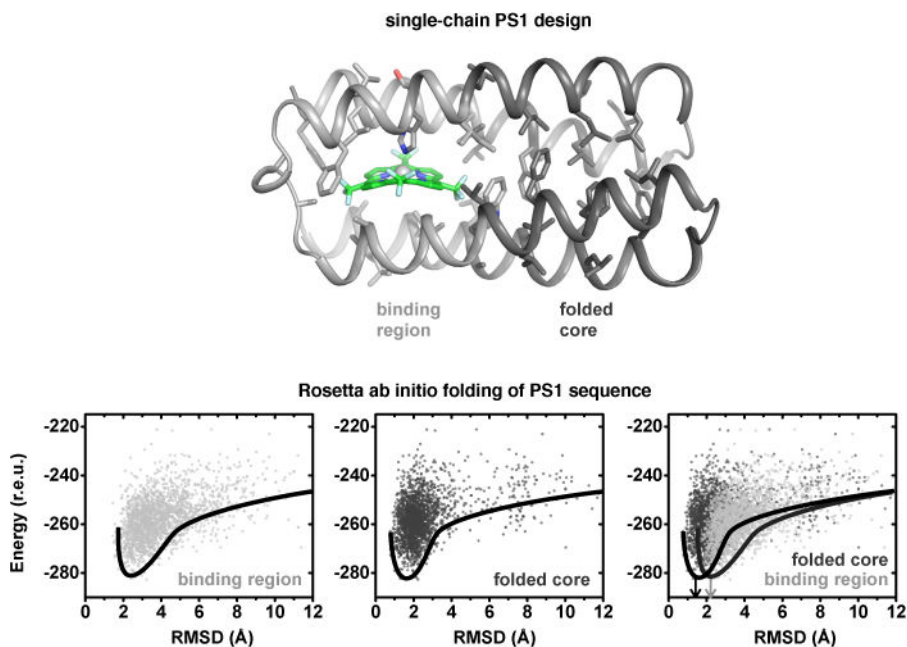 single-chain PS1 design
binding folded
region core
Rosetta ab initio folding of PS1 sequence
Energy (r.e.u.)
-220
-240
-260
-280
binding region
0 2 4 6 8 10 12
RMSD (Å)
-220
-240
-260
-280
folded core
0 2 4 6 8 10 12
RMSD (Å)
-220
-240
-260
-280
folded core
binding region
0 2 4 6 8 10 12
RMSD (Å)